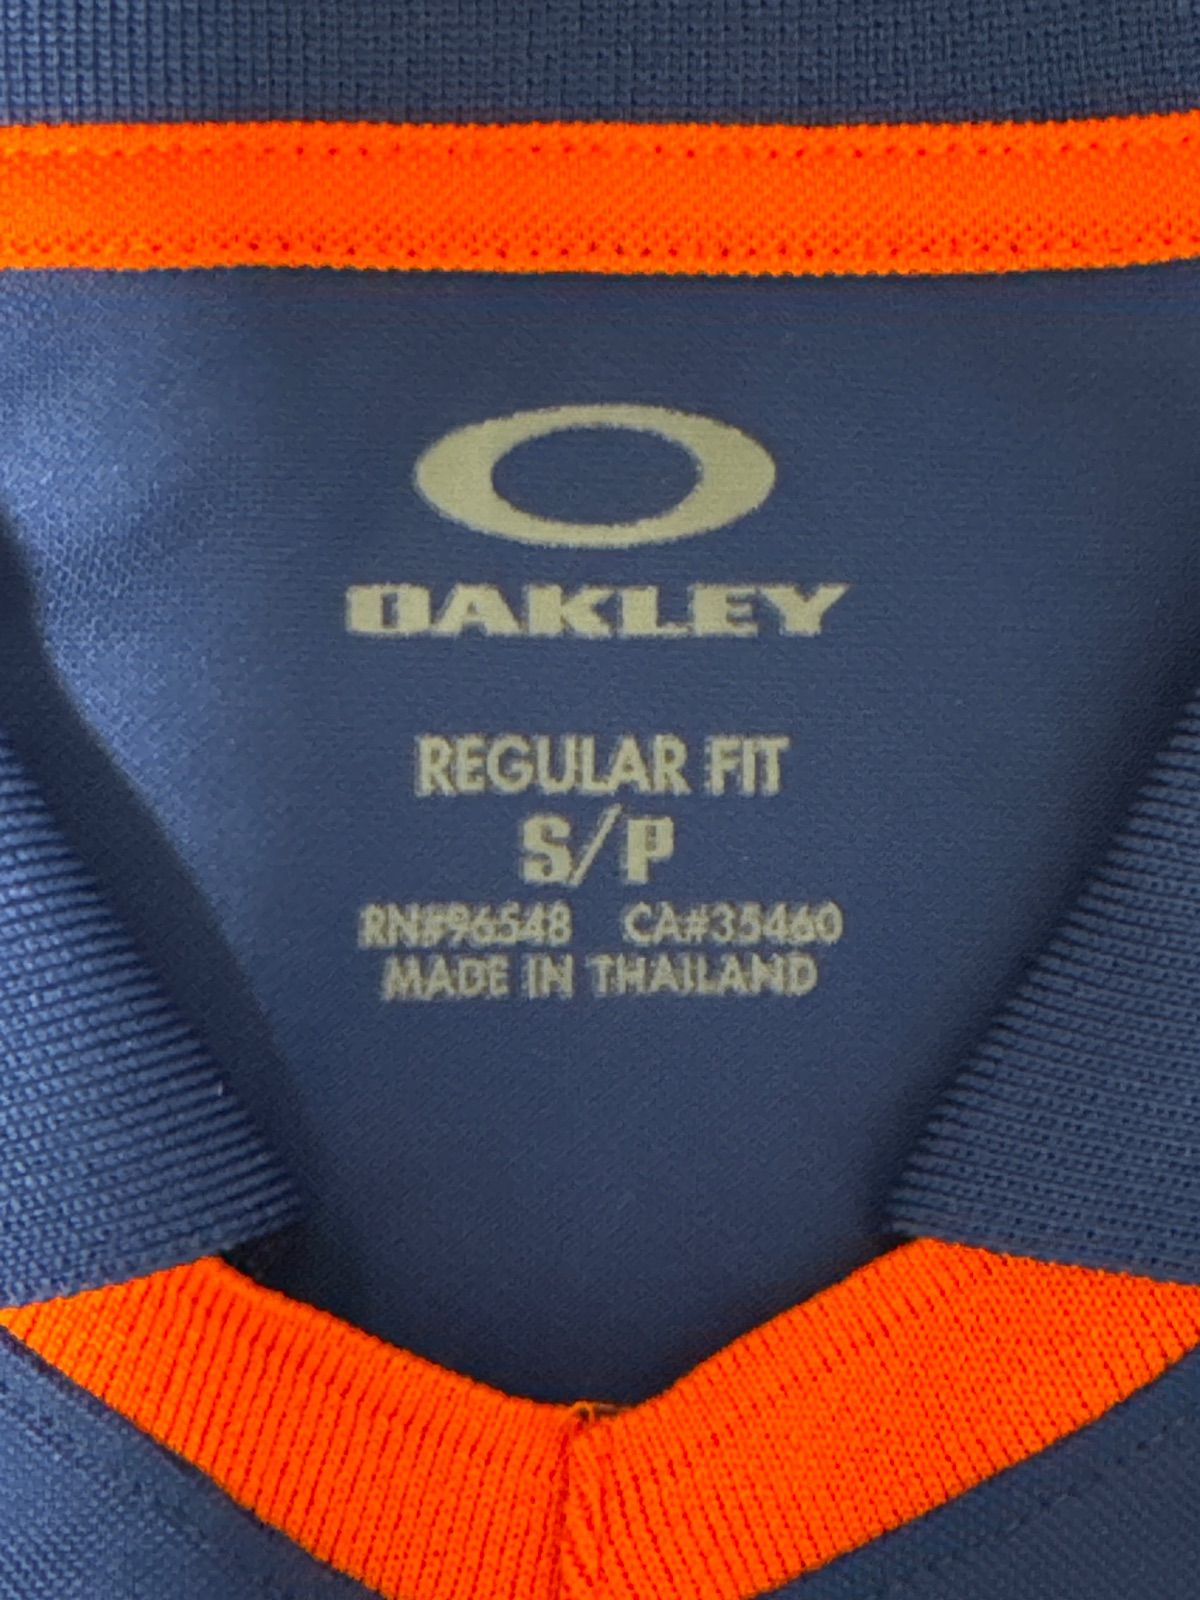 OAKLEY
REGULAR FIT
S/P
RN#96548 CA#35460
MADE IN THAILAND